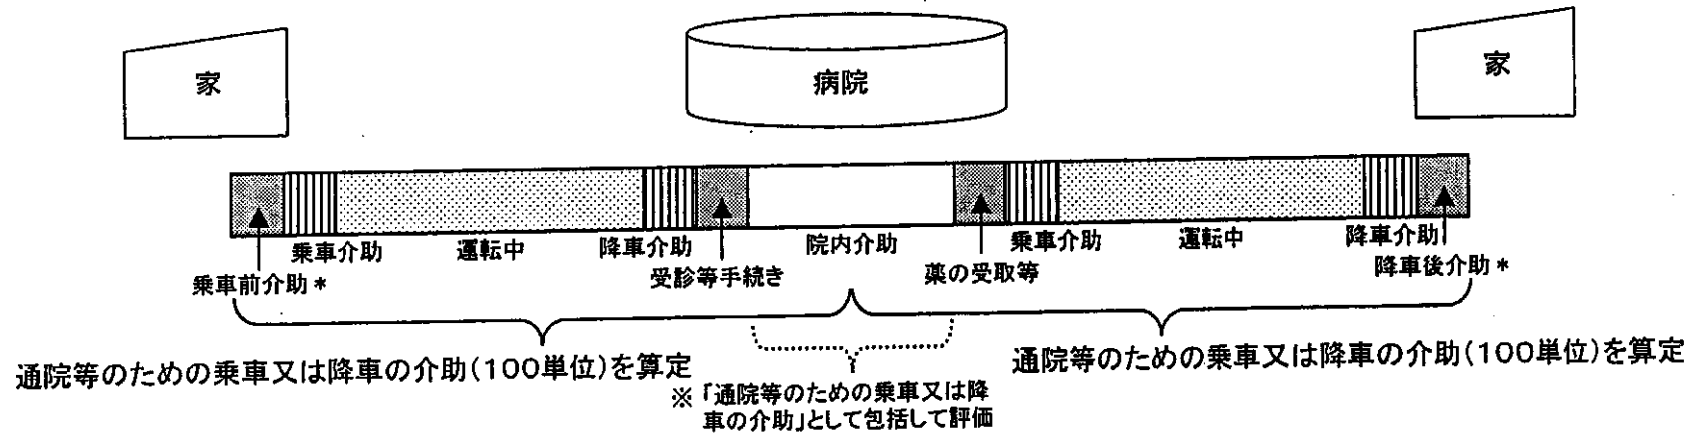 家
病院
家
乗車介助
運転中
降車介助
院内介助
乗車介助
運転中
降車介助
乗車前介助*
受診等手続き
薬の受取等
降車後介助*
通院等のための乗車又は降車の介助(100単位)を算定
通院等のための乗車又は降車の介助(100単位)を算定
※「通院等のための乗車又は降
車の介助」として包括して評価